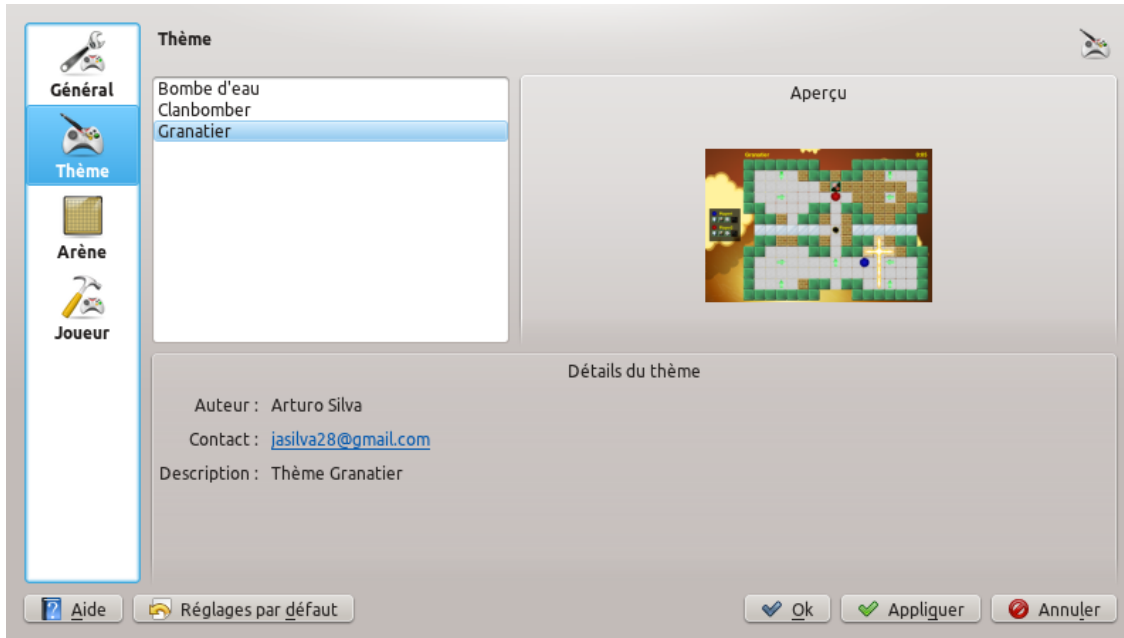 Thème
Général
Thème
Arène
Joueur
Bombe d'eau
Clanbomber
Granatier
Aperçu
Granatier
Détails du thème
Auteur : Arturo Silva
Contact : jasilva28@gmail.com
Description : Thème Granatier
Aide
Réglages par défaut
Ok
Appliquer
Annuler